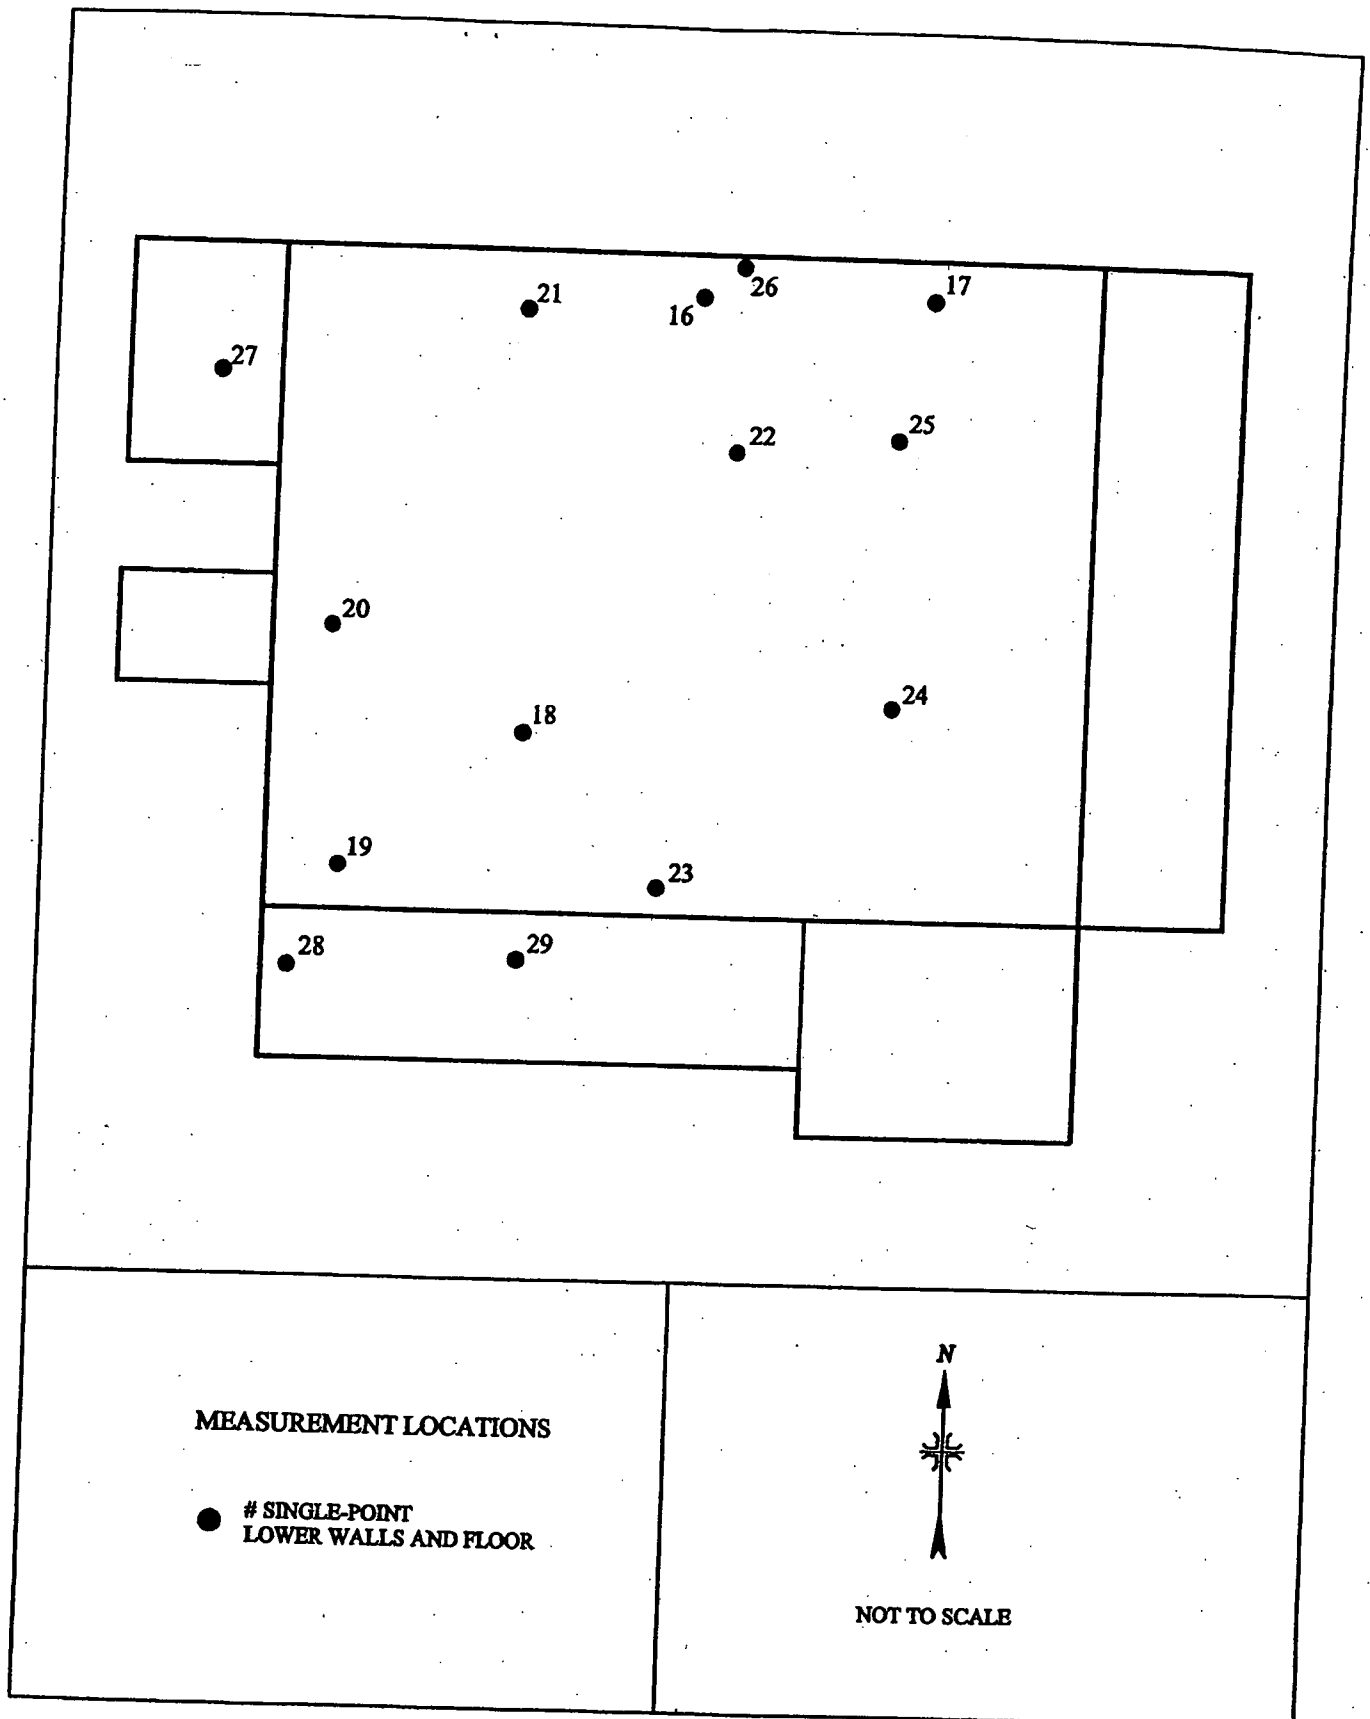 26
17
21
16
27
25
22
20
24
18
19
23
29
28
N
MEASUREMENT LOCATIONS
# SINGLE-POINT
LOWER WALLS AND FLOOR
NOT TO SCALE